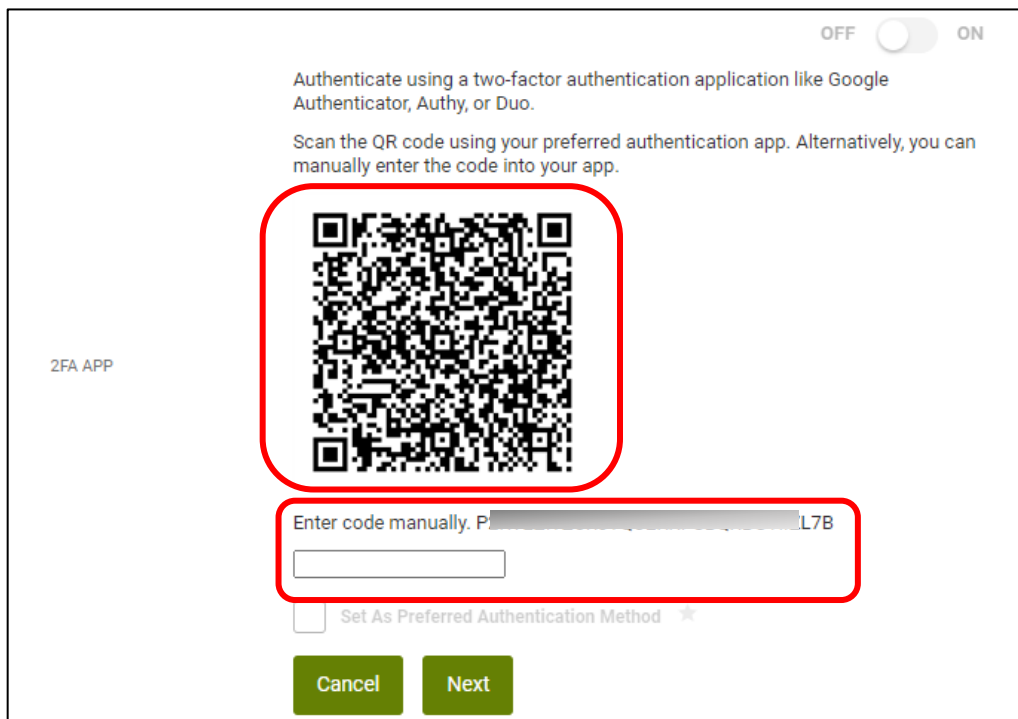 OFF ON
Authenticate using a two-factor authentication application like Google
Authenticator, Authy, or Duo.
Scan the QR code using your preferred authentication app. Alternatively, you can
manually enter the code into your app.
2FA APP
Enter code manually.
Set As Preferred Authentication Method
Cancel Next